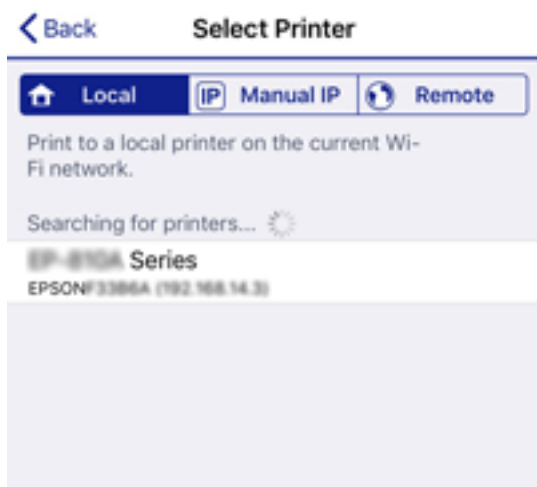 Back
Select Printer
Local
IP Manual IP
Remote
Print to a local printer on the current Wi-
Fi network.
Searching for printers...
Series
EPSON